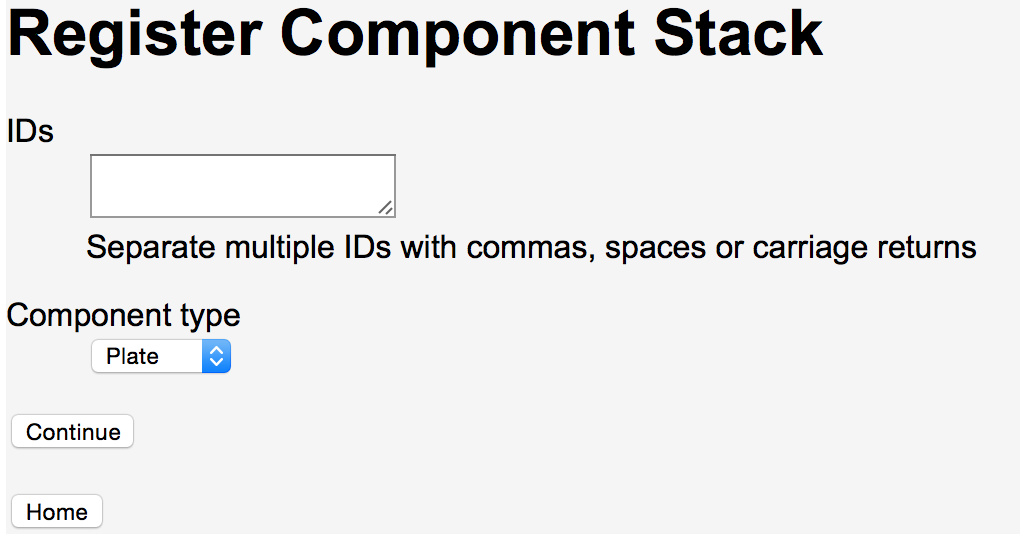 Register Component Stack
IDs
Separate multiple IDs with commas, spaces or carriage returns
Component type
Plate
Continue
Home